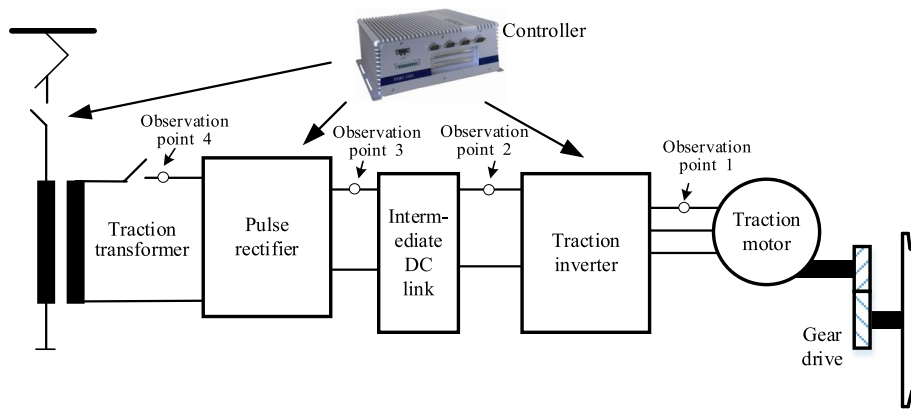 Controller
Observation
point 4
Observation
point 3
Observation
point 2
Observation
point 1
Traction
transformer
Pulse
rectifier
Interm-
ediate
DC
link
Traction
inverter
Traction
motor
Gear
drive